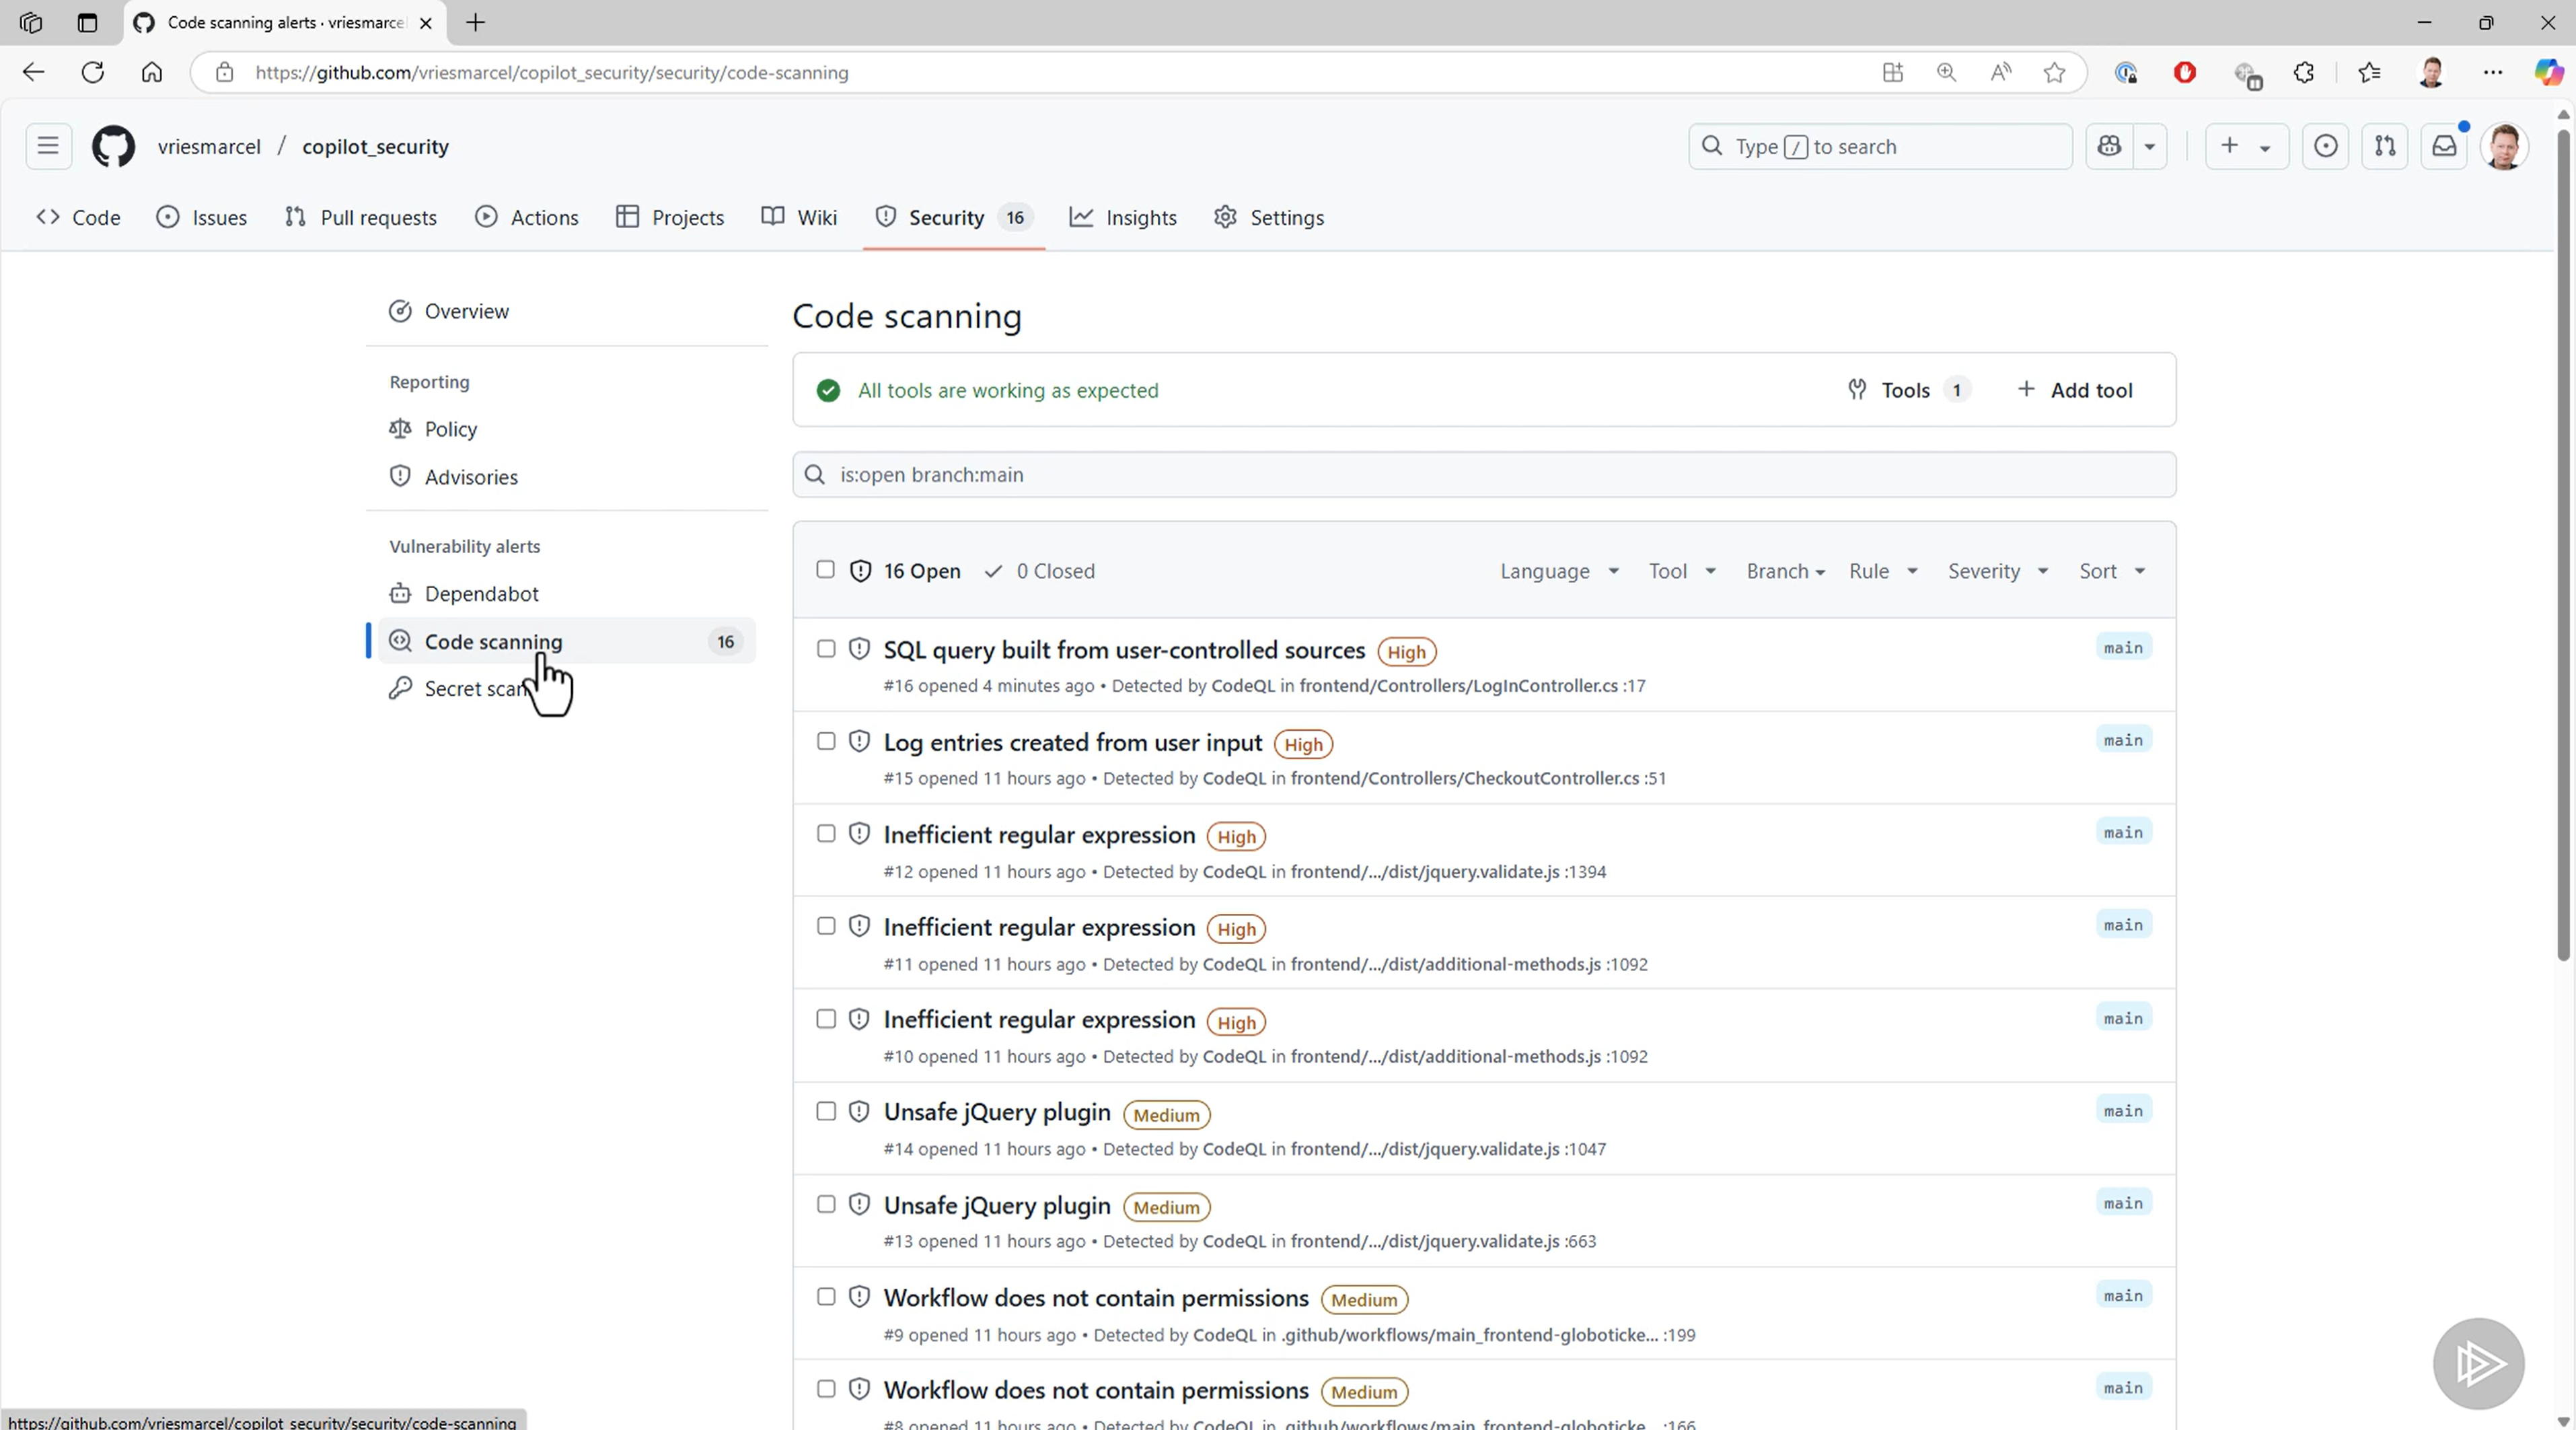 Code scanning alerts · vriesmarce
https://github.com/vriesmarcel/copilot_security/security/code-scanning
vriesmarcel / copilot_security
Type / to search
Code Issues Pull requests Actions Projects Wiki Security 16 Insights Settings
Overview
Reporting
Policy
Advisories
Vulnerability alerts
Dependabot
Code scanning 16
Secret scan
Code scanning
All tools are working as expected Tools 1 Add tool
is:open branch:main
16 Open 0 Closed Language Tool Branch Rule Severity Sort
SQL query built from user-controlled sources High main
#16 opened 4 minutes ago • Detected by CodeQL in frontend/Controllers/LogInController.cs :17
Log entries created from user input High main
#15 opened 11 hours ago • Detected by CodeQL in frontend/Controllers/CheckoutController.cs :51
Inefficient regular expression High main
#12 opened 11 hours ago • Detected by CodeQL in frontend/.../dist/jquery.validate.js :1394
Inefficient regular expression High main
#11 opened 11 hours ago • Detected by CodeQL in frontend/.../dist/additional-methods.js :1092
Inefficient regular expression High main
#10 opened 11 hours ago • Detected by CodeQL in frontend/.../dist/additional-methods.js :1092
Unsafe jQuery plugin Medium main
#14 opened 11 hours ago • Detected by CodeQL in frontend/.../dist/jquery.validate.js :1047
Unsafe jQuery plugin Medium main
#13 opened 11 hours ago • Detected by CodeQL in frontend/.../dist/jquery.validate.js :663
Workflow does not contain permissions Medium main
#9 opened 11 hours ago • Detected by CodeQL in .github/workflows/main_frontend-globoticke... :199
Workflow does not contain permissions Medium main
#8 opened 11 hours ago • Detected by CodeQL in .github/workflows/main_frontend-globoticke... :166
https://github.com/vriesmarcel/copilot_security/security/code-scanning